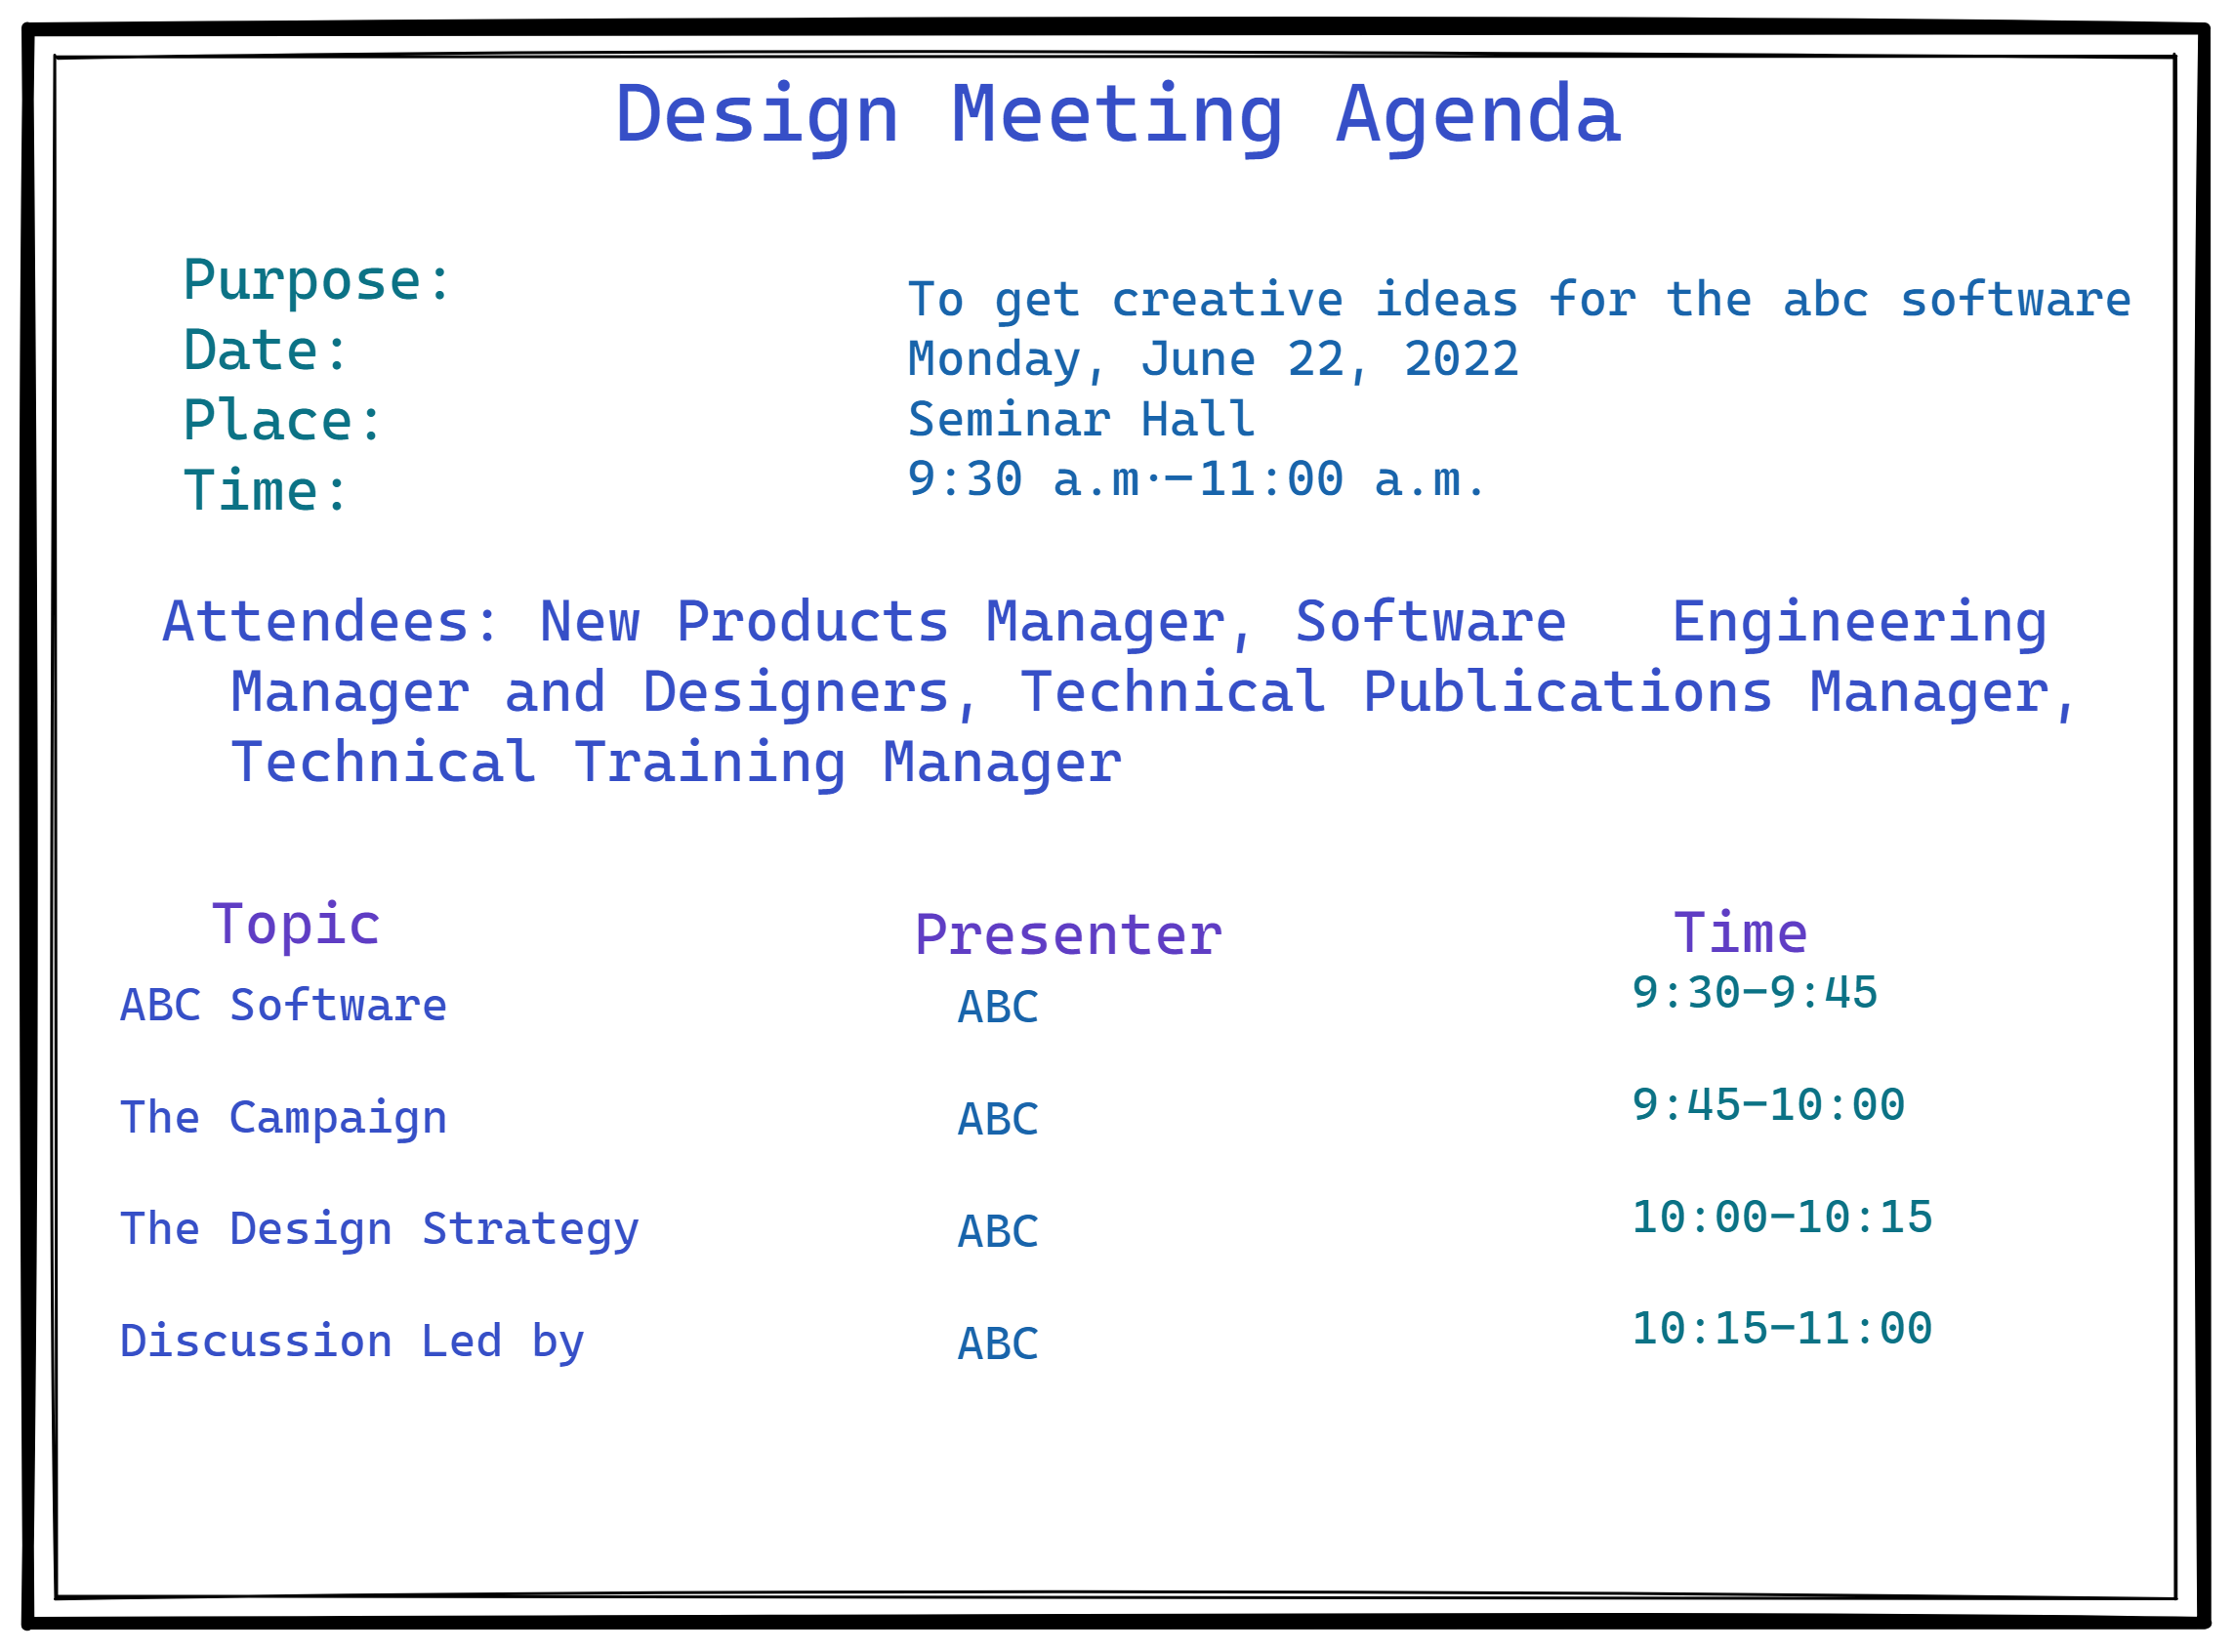 Design Meeting Agenda
Purpose: To get creative ideas for the abc software
Date: Monday, June 22, 2022
Place: Seminar Hall
Time: 9:30 a.m.–11:00 a.m.
Attendees: New Products Manager, Software Engineering
Manager and Designers, Technical Publications Manager,
Technical Training Manager
Topic Presenter Time
ABC Software ABC 9:30–9:45
The Campaign ABC 9:45–10:00
The Design Strategy ABC 10:00–10:15
Discussion Led by ABC 10:15–11:00